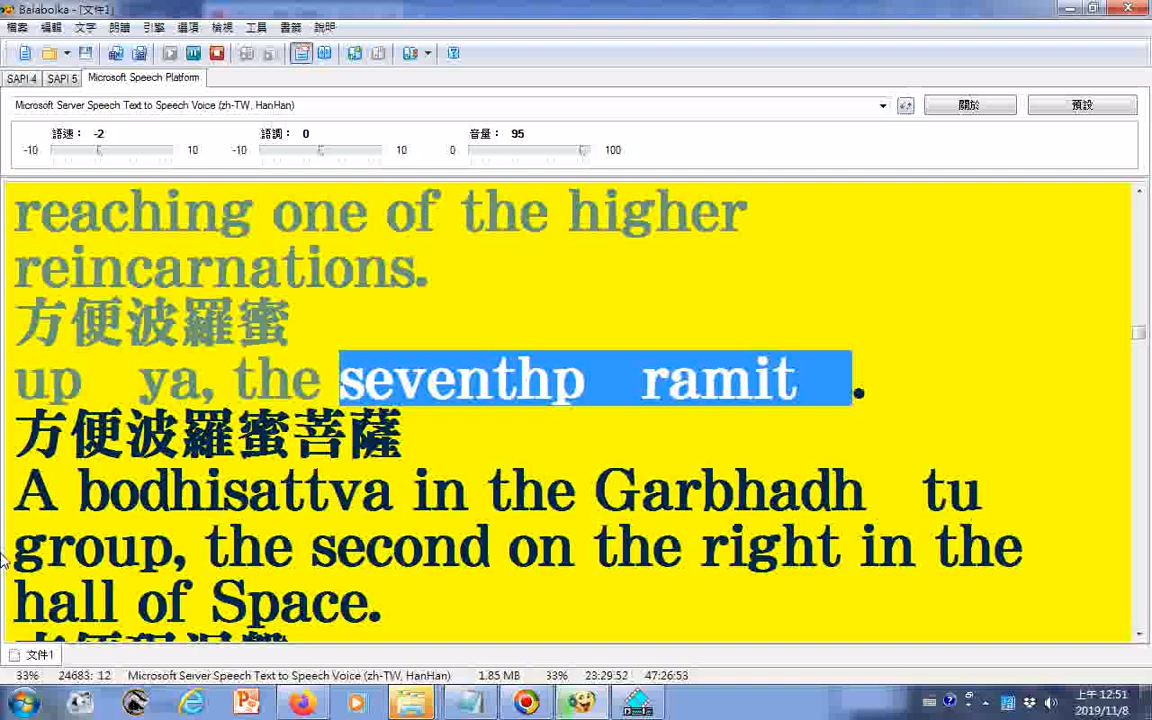 Balabolka - [文件1]
檔案 編輯 文字 朗讀 引擎 選項 檢視 工具 書籤 說明
SAPI 4 SAPI 5 Microsoft Speech Platform
Microsoft Server Speech Text to Speech Voice (zh-TW, HanHan) 關於 預設
語速： -2 語調： 0 音量： 95
-10 10 -10 10 0 100
reaching one of the higher
reincarnations.
方便波羅蜜
up ya, the seventhp ramit .
方便波羅蜜菩薩
A bodhisattva in the Garbhadh tu
group, the second on the right in the
hall of Space.
文件1
33% 24683: 12 Microsoft Server Speech Text to Speech Voice (zh-TW, HanHan) 1.85 MB 33% 23:29:52 47:26:53
上午 12:51
2019/11/8